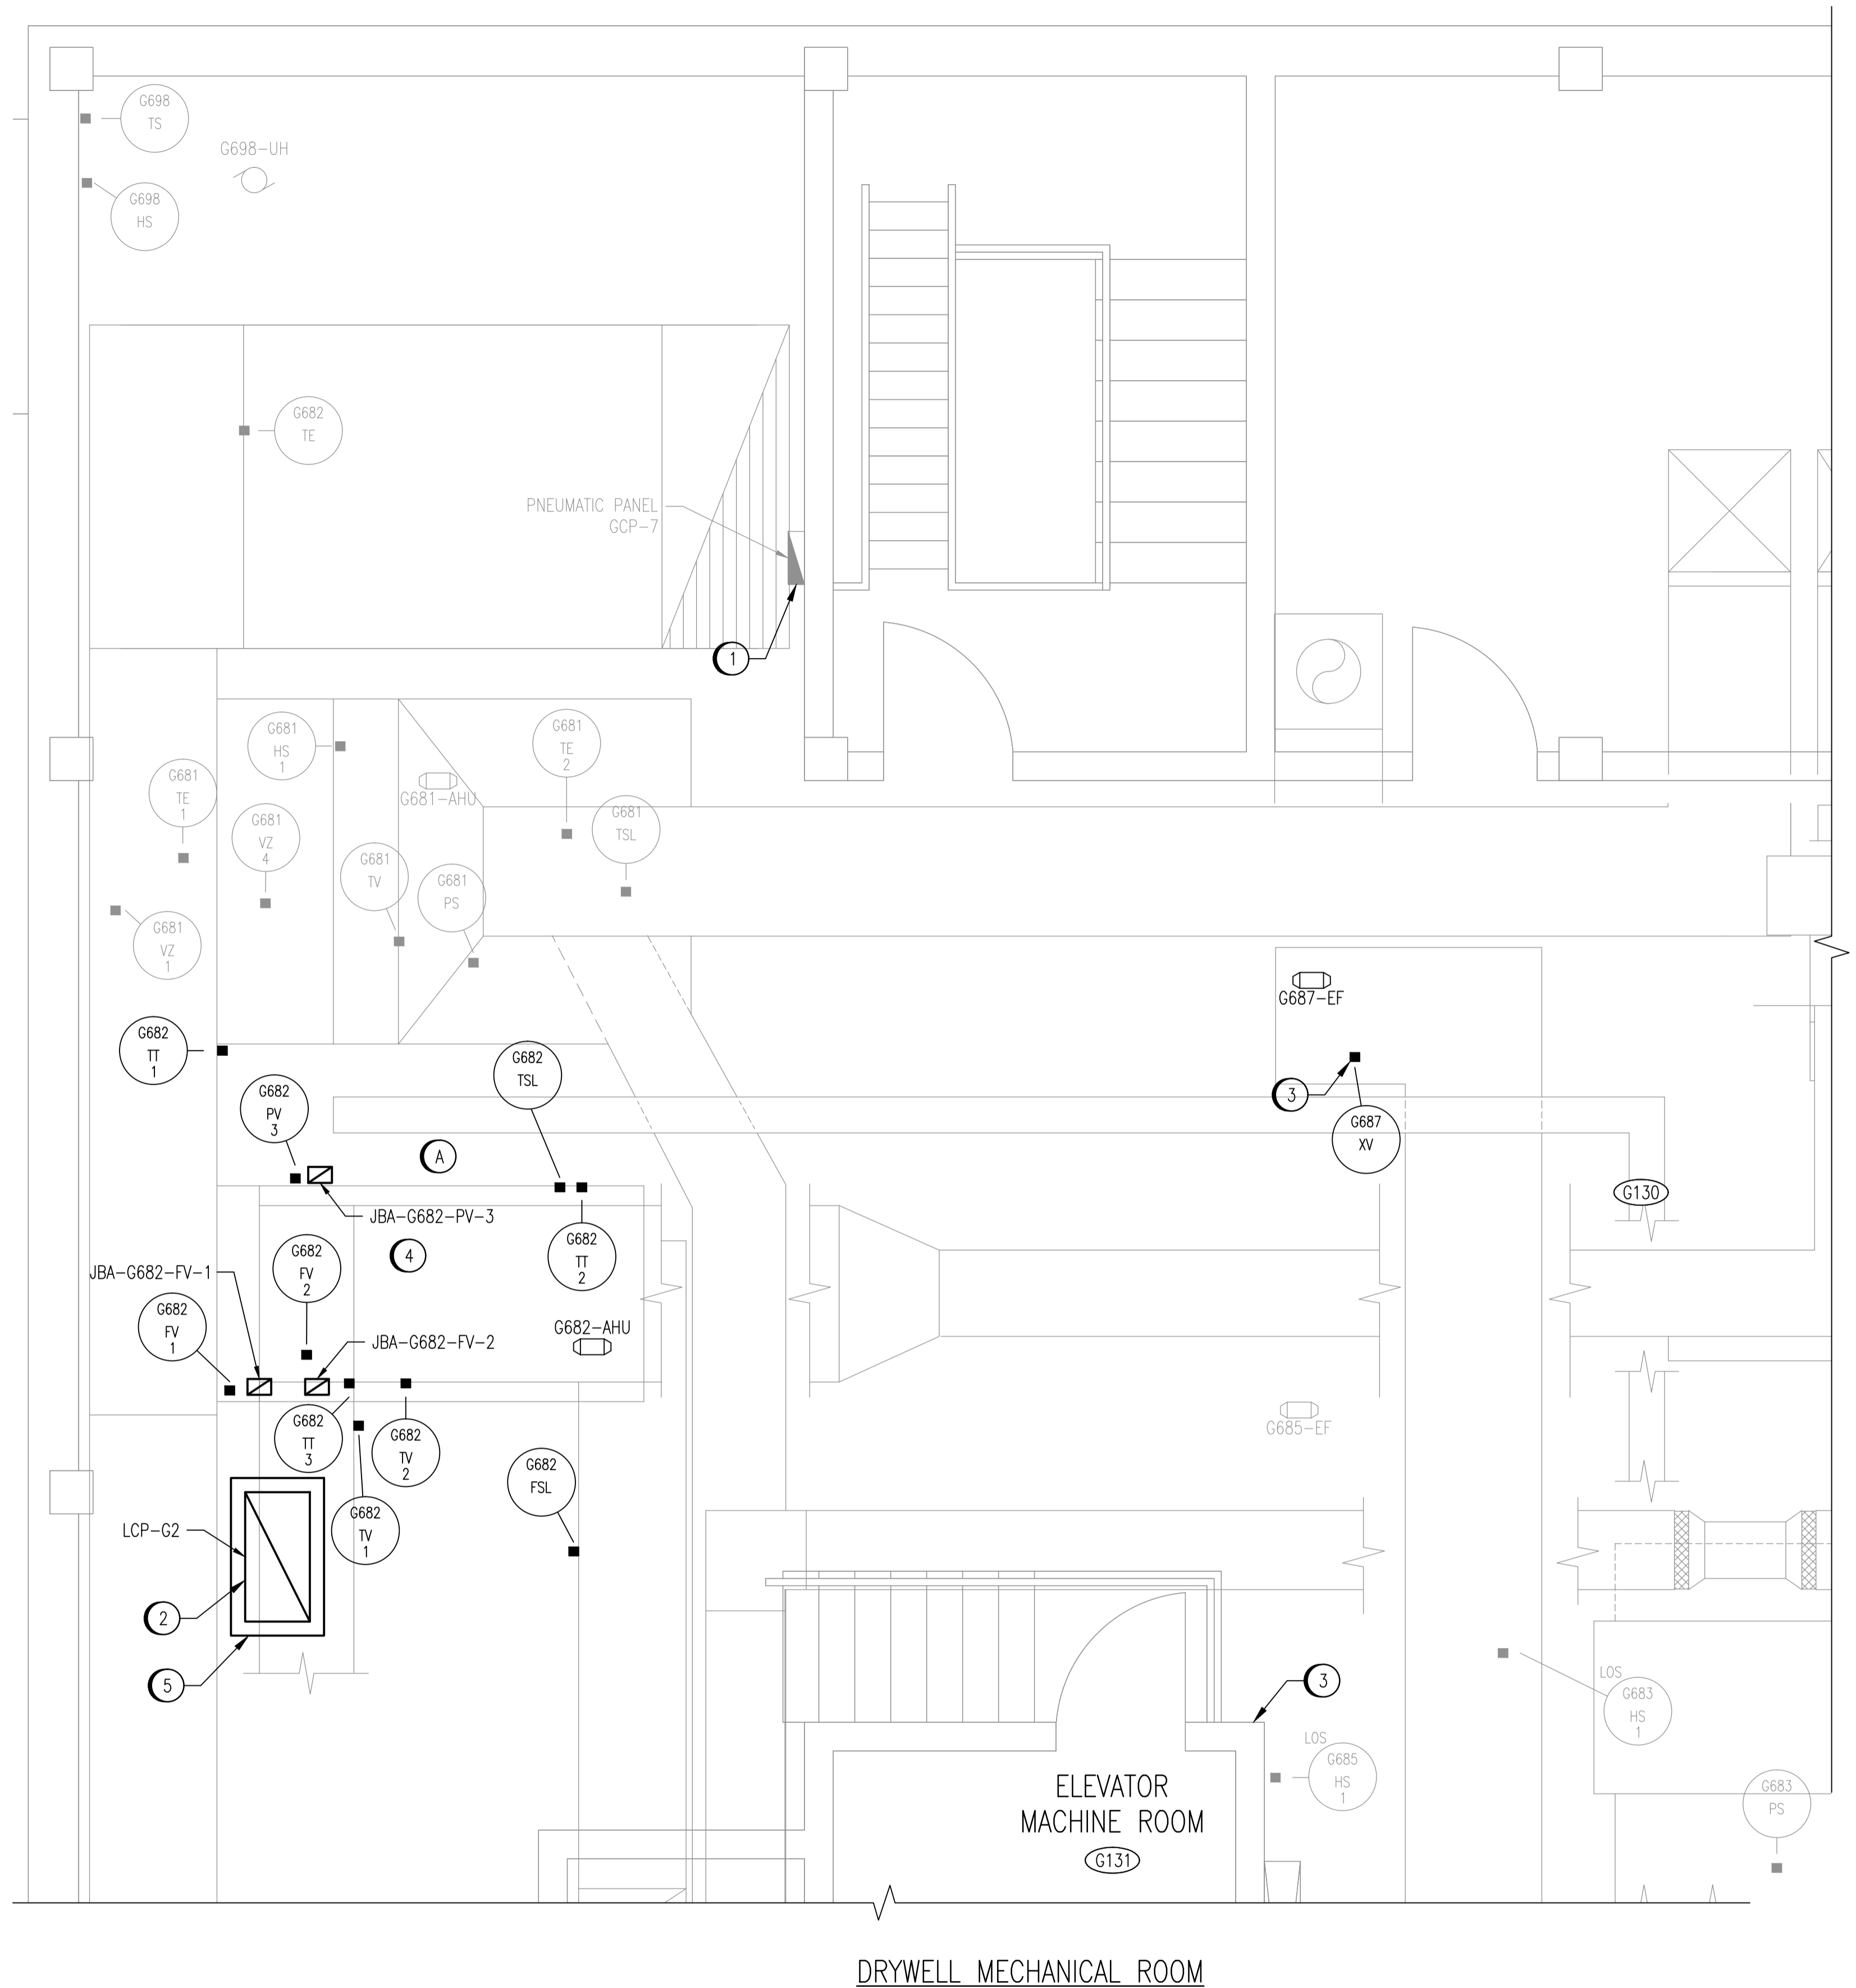 G698
TS
G698-UH
G698
HS
G682
TE
PNEUMATIC PANEL
GCP-7
1
G681
HS
1
G681
TE
2
G681
TE
1
G681-AHU
G681
VZ
4
G681
TSL
G681
TV
G681
PS
G681
VZ
1
G687-EF
G682
TT
1
G682
TSL
G682
PV
3
3
G687
XV
A
G130
JBA-G682-PV-3
4
G682
TT
2
G682
FV
2
JBA-G682-FV-1
G682
FV
1
G682-AHU
JBA-G682-FV-2
G685-EF
G682
TT
3
G682
TV
2
G682
FSL
G682
TV
1
LCP-G2
2
5
3
LOS
G683
HS
1
LOS
G685
HS
1
ELEVATOR
MACHINE ROOM
G131
G683
PS
DRYWELL MECHANICAL ROOM